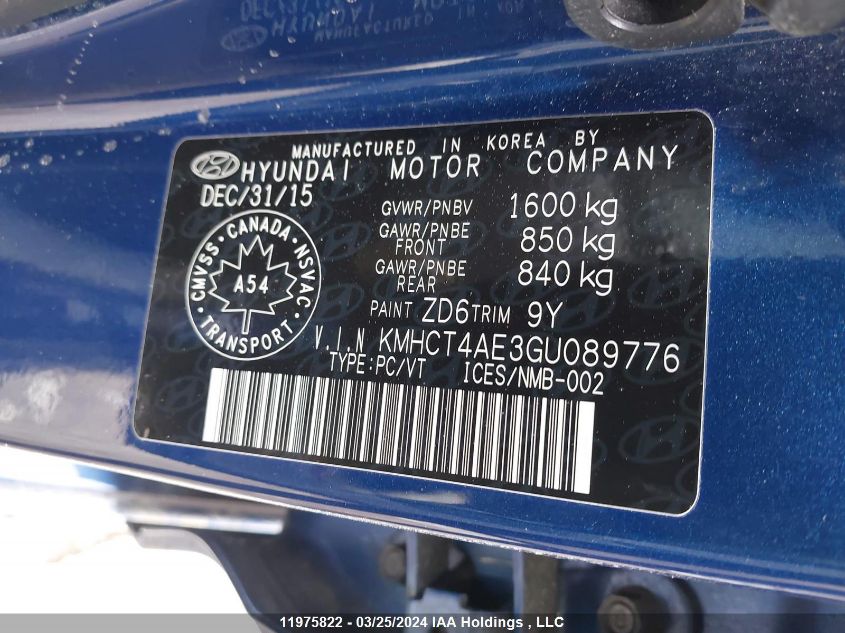 MANUFACTURED IN KOREA BY
HYUNDAI MOTOR COMPANY
DEC/31/15
GVWR/PNBV 1600 kg
GAWR/PNBE FRONT 850 kg
GAWR/PNBE REAR 840 kg
CMVSS · CANADA · NSVAC
A54
TRANSPORT
PAINT ZD6 TRIM 9Y
V.I.N KMHCT4AE3GU089776
TYPE:PC/VT ICES/NMB-002
11975822 - 03/25/2024 IAA Holdings , LLC